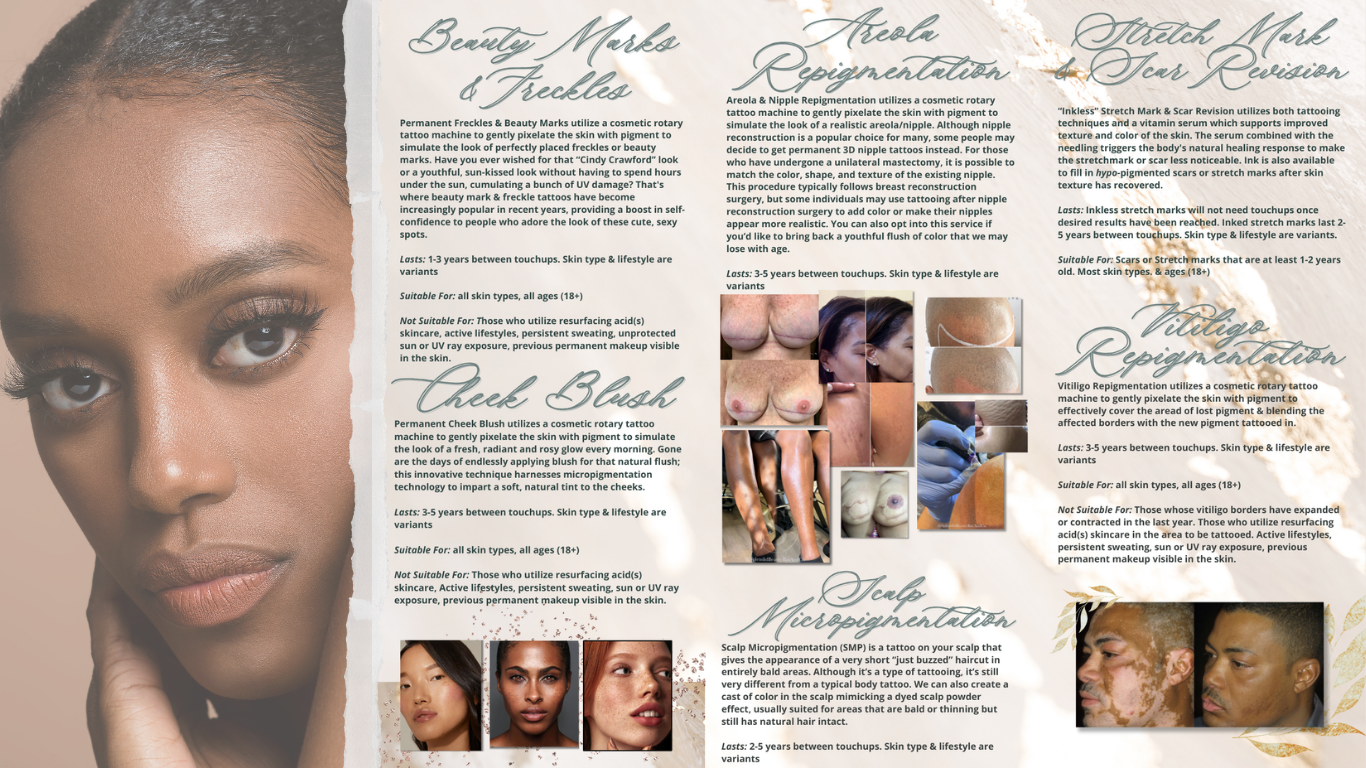 Beauty Marks
& Freckles
Permanent Freckles & Beauty Marks utilize a cosmetic rotary
tattoo machine to gently pixelate the skin with pigment to
simulate the look of perfectly placed freckles or beauty
marks. Have you ever wished for that “Cindy Crawford” look
or a youthful, sun-kissed look without having to spend hours
under the sun, cumulating a bunch of UV damage? That's
where beauty mark & freckle tattoos have become
increasingly popular in recent years, providing a boost in self-
confidence to people who adore the look of these cute, sexy
spots.
Lasts: 1-3 years between touchups. Skin type & lifestyle are
variants
Suitable For: all skin types, all ages (18+)
Not Suitable For: Those who utilize resurfacing acid(s)
skincare, active lifestyles, persistent sweating, unprotected
sun or UV ray exposure, previous permanent makeup visible
in the skin.
Cheek Blush
Permanent Cheek Blush utilizes a cosmetic rotary tattoo
machine to gently pixelate the skin with pigment to simulate
the look of a fresh, radiant and rosy glow every morning. Gone
are the days of endlessly applying blush for that natural flush;
this innovative technique harnesses micropigmentation
technology to impart a soft, natural tint to the cheeks.
Lasts: 3-5 years between touchups. Skin type & lifestyle are
variants
Suitable For: all skin types, all ages (18+)
Not Suitable For: Those who utilize resurfacing acid(s)
skincare, Active lifestyles, persistent sweating, sun or UV ray
exposure, previous permanent makeup visible in the skin.
Areola
Repigmentation
Areola & Nipple Repigmentation utilizes a cosmetic rotary
tattoo machine to gently pixelate the skin with pigment to
simulate the look of a realistic areola/nipple. Although nipple
reconstruction is a popular choice for many, some people may
decide to get permanent 3D nipple tattoos instead. For those
who have undergone a unilateral mastectomy, it is possible to
match the color, shape, and texture of the existing nipple.
This procedure typically follows breast reconstruction
surgery, but some individuals may use tattooing after nipple
reconstruction surgery to add color or make their nipples
appear more realistic. You can also opt into this service if
you'd like to bring back a youthful flush of color that we may
lose with age.
Lasts: 3-5 years between touchups. Skin type & lifestyle are
variants
Scalp
Micropigmentation
Scalp Micropigmentation (SMP) is a tattoo on your scalp that
gives the appearance of a very short “just buzzed” haircut in
entirely bald areas. Although it's a type of tattooing, it's still
very different from a typical body tattoo. We can also create a
cast of color in the scalp mimicking a dyed scalp powder
effect, usually suited for areas that are bald or thinning but
still has natural hair intact.
Lasts: 2-5 years between touchups. Skin type & lifestyle are
variants
Stretch Mark
& Scar Revision
“Inkless” Stretch Mark & Scar Revision utilizes both tattooing
techniques and a vitamin serum which supports improved
texture and color of the skin. The serum combined with the
needling triggers the body's natural healing response to make
the stretchmark or scar less noticeable. Ink is also available
to fill in hypo-pigmented scars or stretch marks after skin
texture has recovered.
Lasts: Inkless stretch marks will not need touchups once
desired results have been reached. Inked stretch marks last 2-
5 years between touchups. Skin type & lifestyle are variants.
Suitable For: Scars or Stretch marks that are at least 1-2 years
old. Most skin types. & ages (18+)
Vitiligo
Repigmentation
Vitiligo Repigmentation utilizes a cosmetic rotary tattoo
machine to gently pixelate the skin with pigment to
effectively cover the aread of lost pigment & blending the
affected borders with the new pigment tattooed in.
Lasts: 3-5 years between touchups. Skin type & lifestyle are
variants
Suitable For: all skin types, all ages (18+)
Not Suitable For: Those whose vitiligo borders have expanded
or contracted in the last year. Those who utilize resurfacing
acid(s) skincare in the area to be tattooed. Active lifestyles,
persistent sweating, sun or UV ray exposure, previous
permanent makeup visible in the skin.